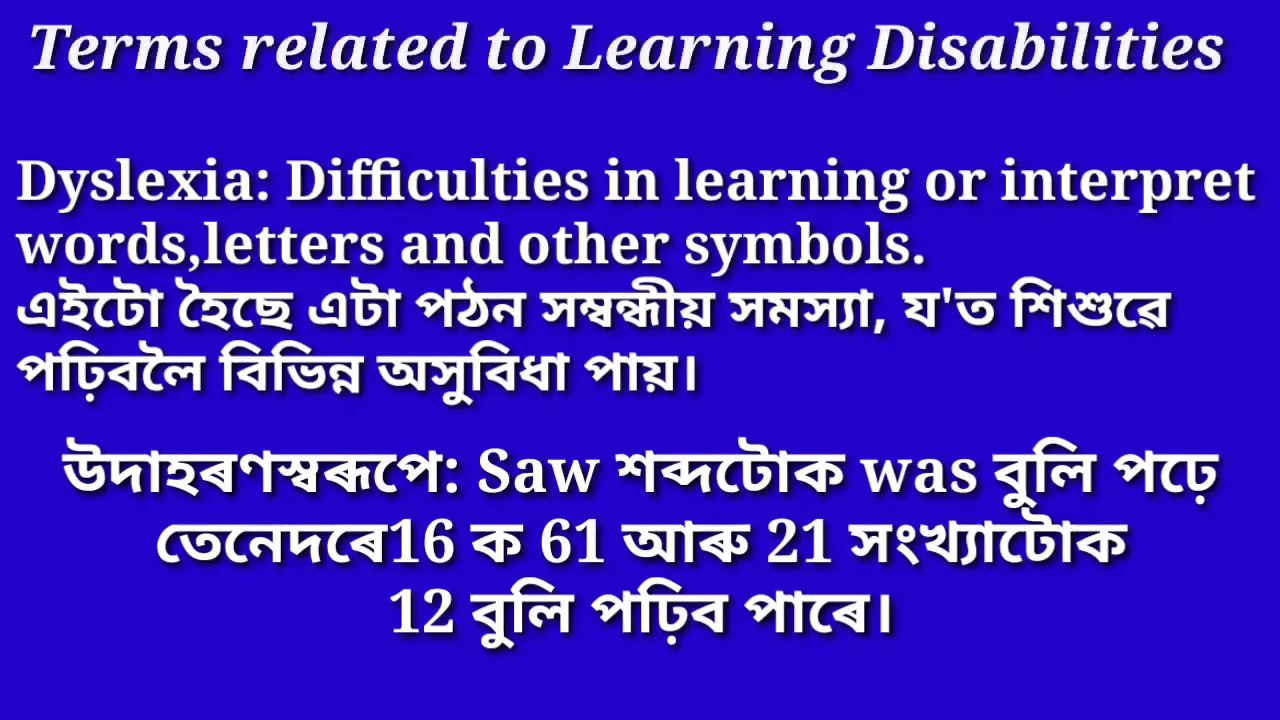 Terms related to Learning Disabilities
Dyslexia: Difficulties in learning or interpret
words,letters and other symbols.
এইটো হৈছে এটা পঠন সম্বন্ধীয় সমস্যা, য'ত শিশুৱে
পঢ়িবলৈ বিভিন্ন অসুবিধা পায়।
উদাহৰণস্বৰূপে: Saw শব্দটোক was বুলি পঢ়ে
তেনেদৰে16 ক 61 আৰু 21 সংখ্যাটোক
12 বুলি পঢ়িব পাৰে।